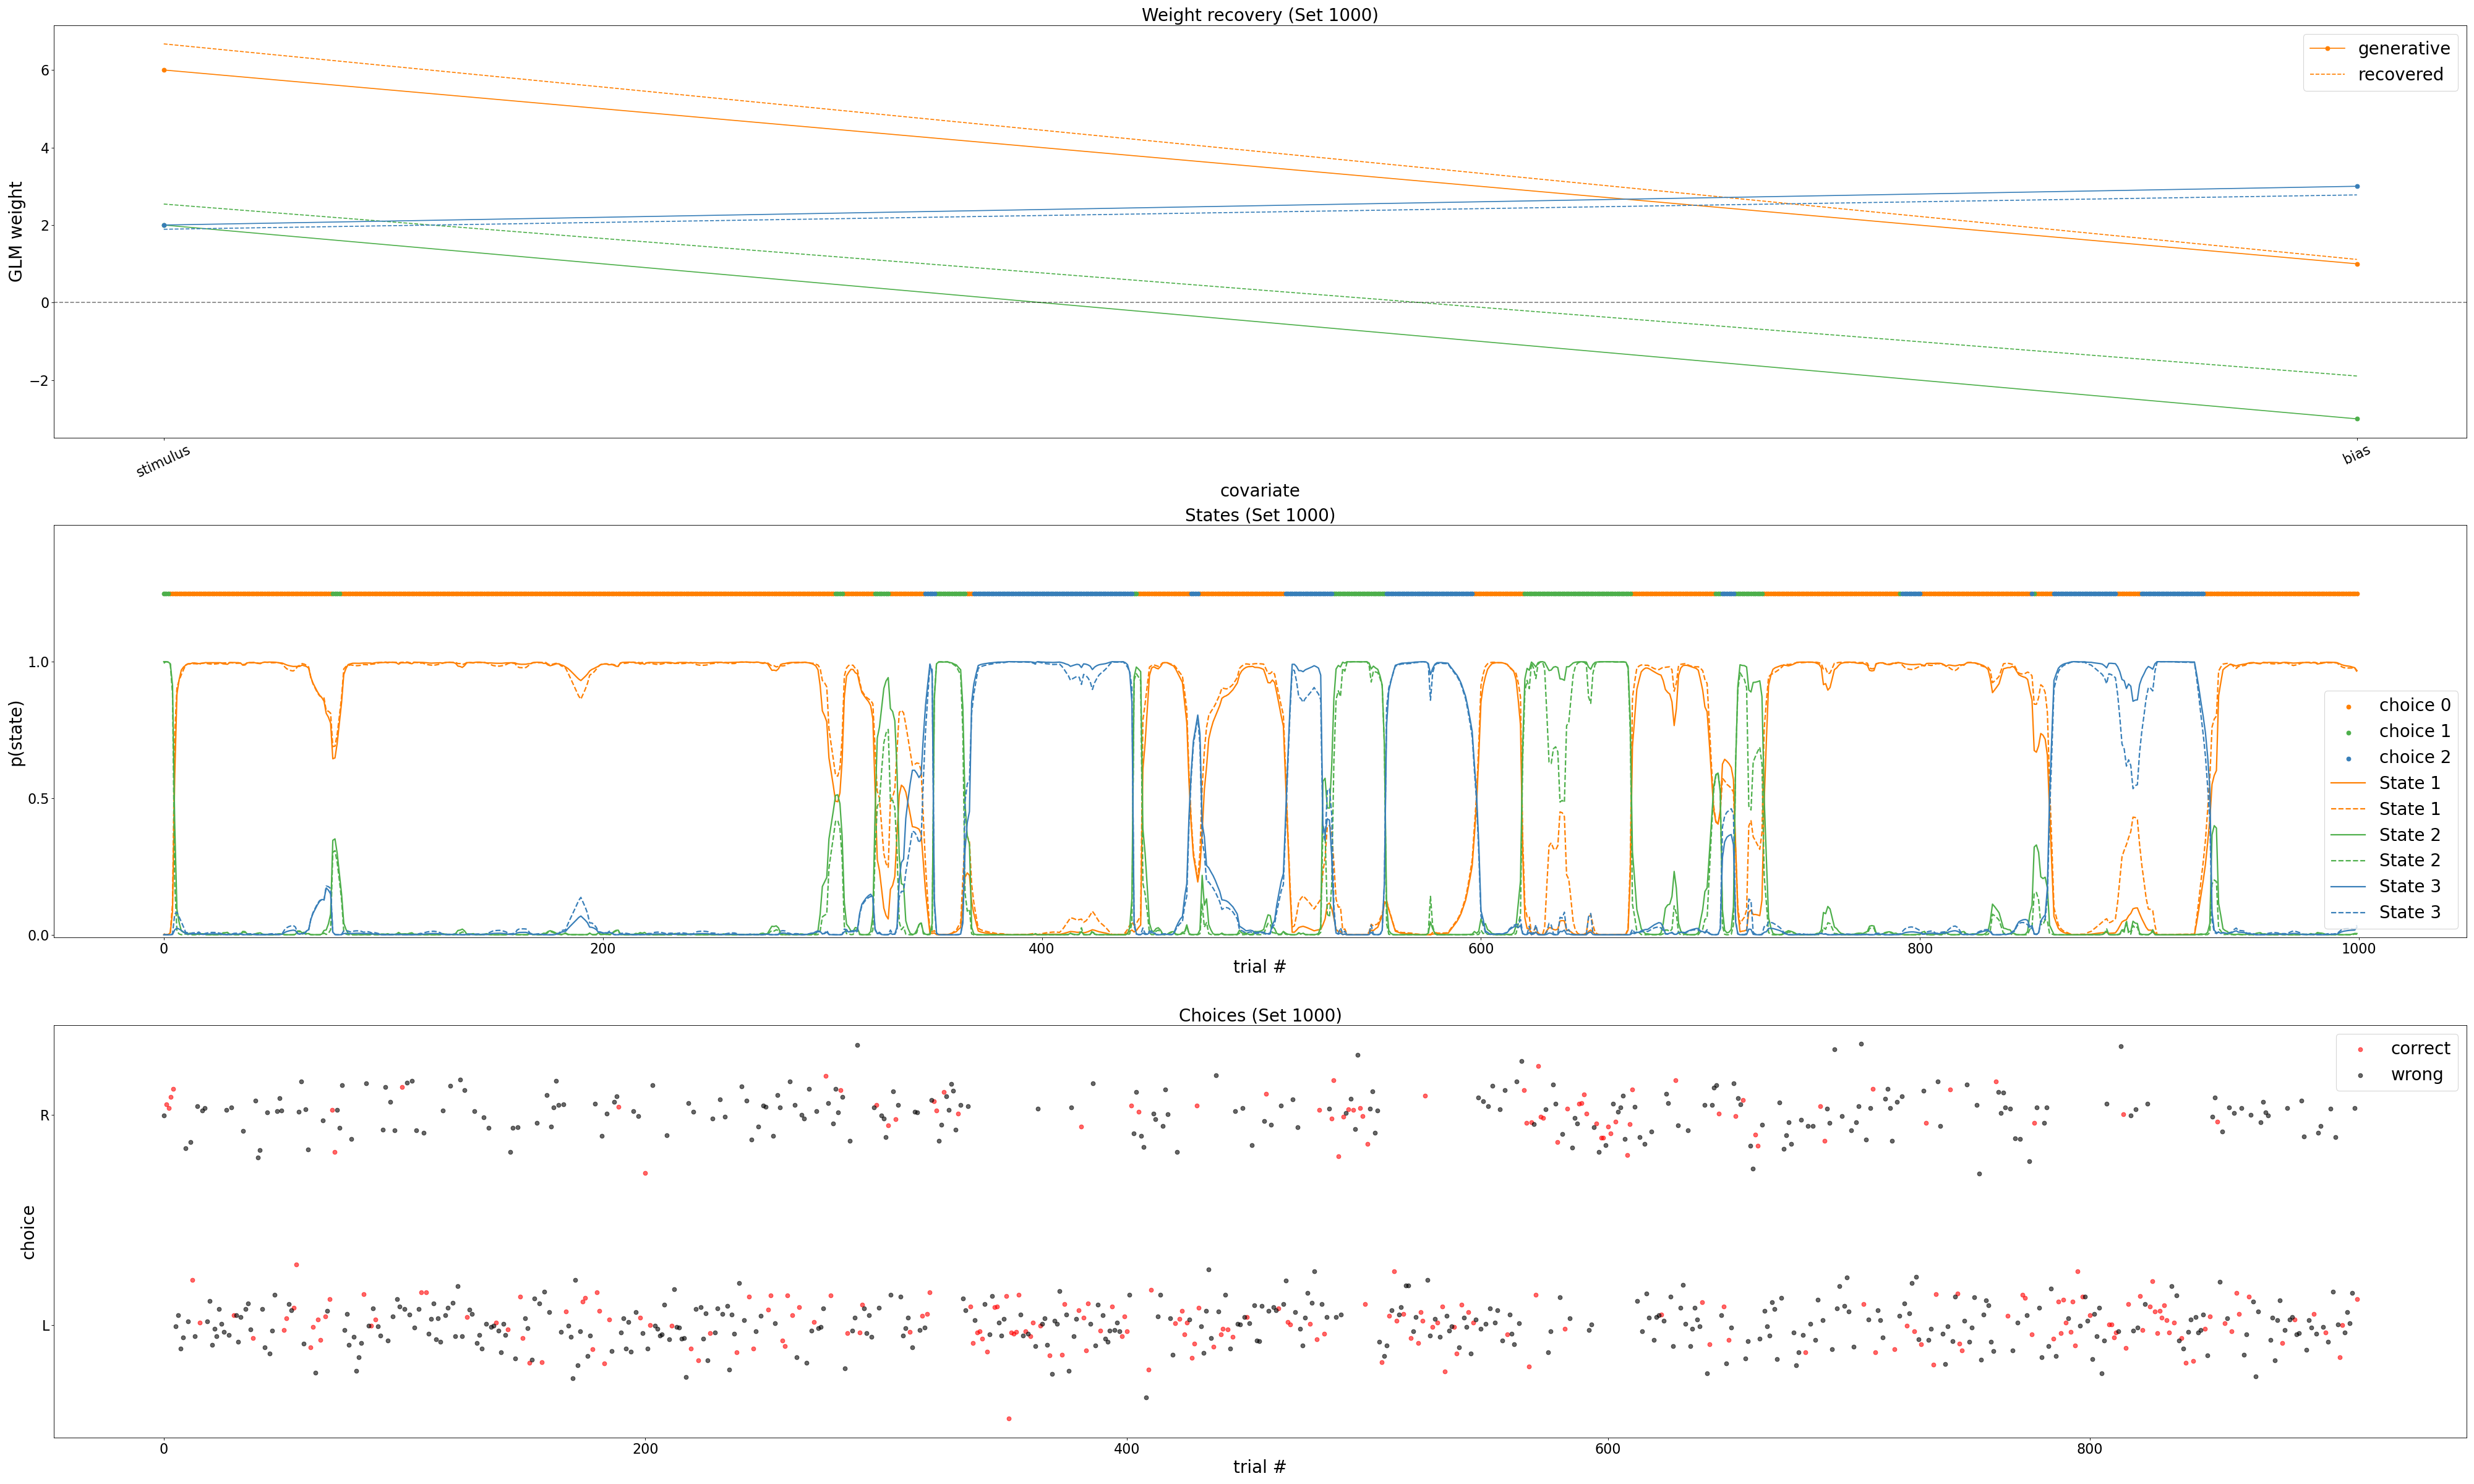 Weight recovery (Set 1000)
generative
recovered
6
4
2
0
−2
GLM weight
stimulus
bias
covariate
States (Set 1000)
1.0
0.5
0.0
p(state)
choice 0
choice 1
choice 2
State 1
State 1
State 2
State 2
State 3
State 3
0 200 400 600 800 1000
trial #
Choices (Set 1000)
correct
wrong
R
L
choice
0 200 400 600 800
trial #